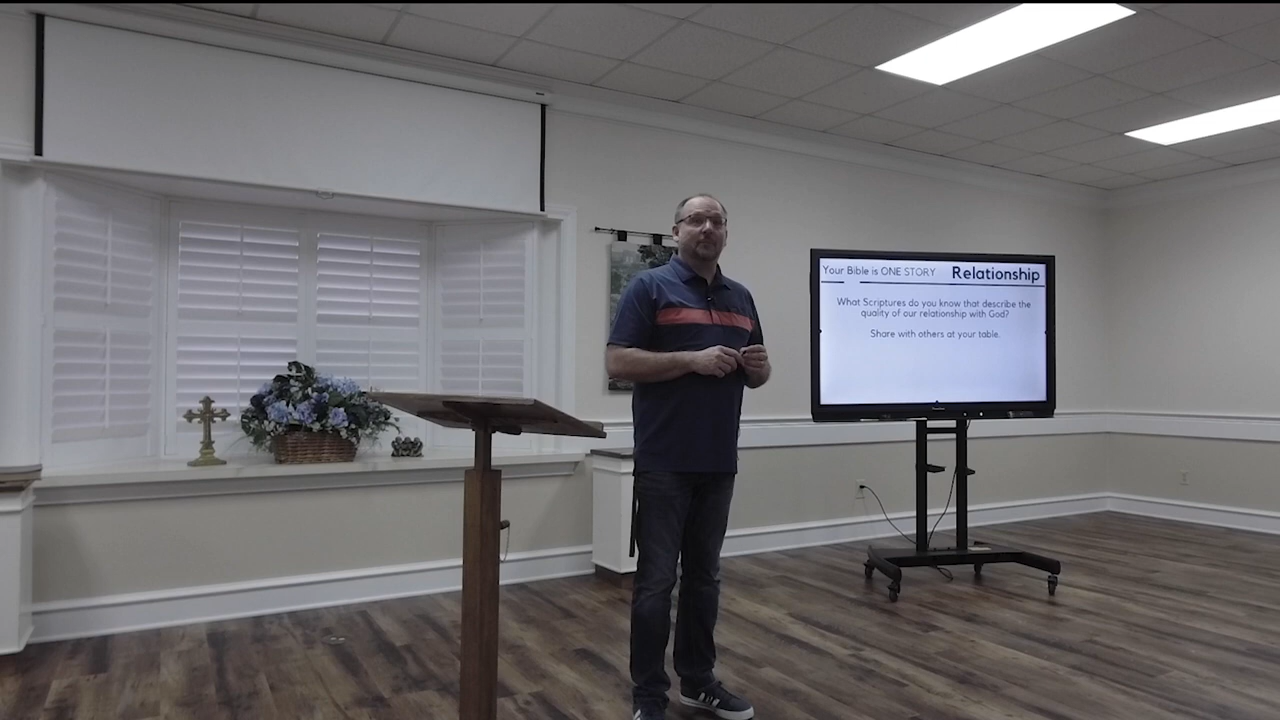 Your Bible is ONE STORY Relationship
What Scriptures do you know that describe the
quality of our relationship with God?
Share with others at your table.